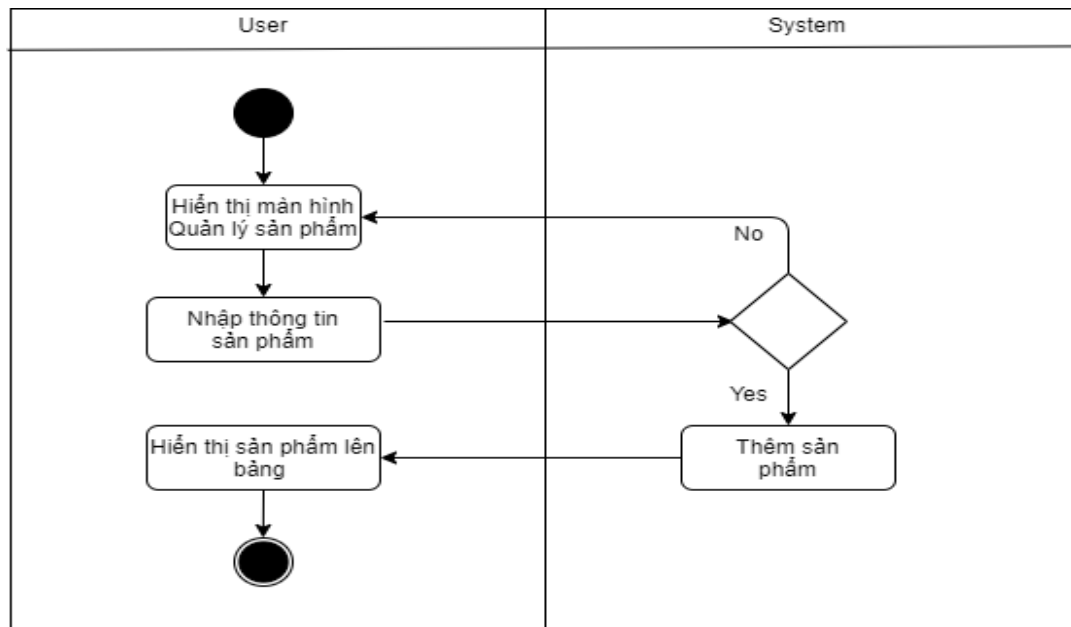 User
System
Hiển thị màn hình
Quản lý sản phẩm
No
Nhập thông tin
sản phẩm
Yes
Hiển thị sản phẩm lên
bảng
Thêm sản
phẩm